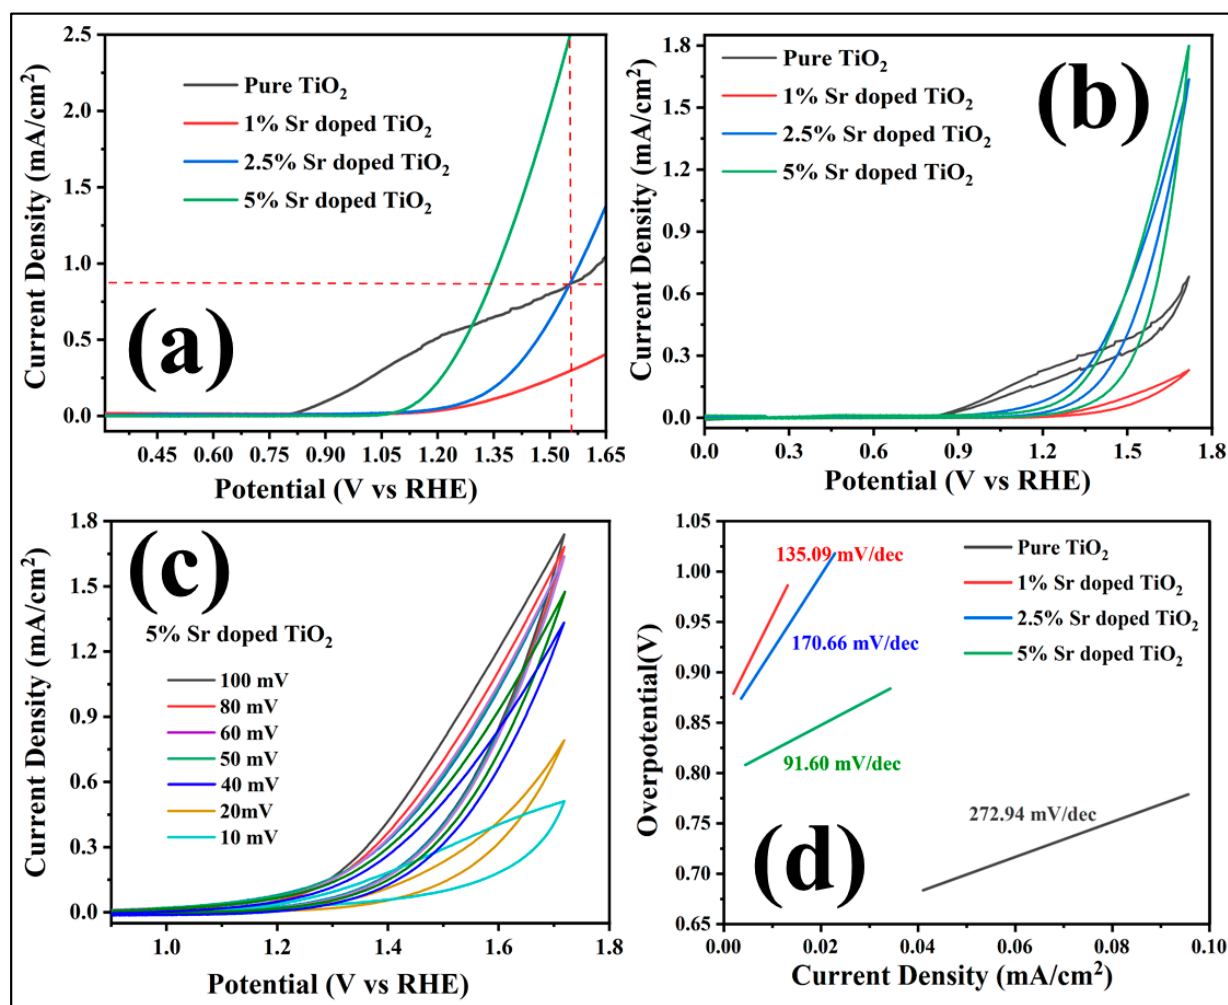 (a)
Current Density (mA/cm²)
2.5
2.0
1.5
1.0
0.5
0.0
Pure TiO₂
1% Sr doped TiO₂
2.5% Sr doped TiO₂
5% Sr doped TiO₂
0.45 0.60 0.75 0.90 1.05 1.20 1.35 1.50 1.65
Potential (V vs RHE)
(b)
Current Density (mA/cm²)
1.8
1.5
1.2
0.9
0.6
0.3
0.0
Pure TiO₂
1% Sr doped TiO₂
2.5% Sr doped TiO₂
5% Sr doped TiO₂
0.0 0.3 0.6 0.9 1.2 1.5 1.8
Potential (V vs RHE)
(c)
Current Density (mA/cm²)
1.8
1.5
1.2
0.9
0.6
0.3
0.0
5% Sr doped TiO₂
100 mV
80 mV
60 mV
50 mV
40 mV
20mV
10 mV
1.0 1.2 1.4 1.6 1.8
Potential (V vs RHE)
(d)
Overpotential(V)
1.05
1.00
0.95
0.90
0.85
0.80
0.75
0.70
0.65
135.09 mV/dec
170.66 mV/dec
91.60 mV/dec
272.94 mV/dec
Pure TiO₂
1% Sr doped TiO₂
2.5% Sr doped TiO₂
5% Sr doped TiO₂
0.00 0.02 0.04 0.06 0.08 0.10
Current Density (mA/cm²)